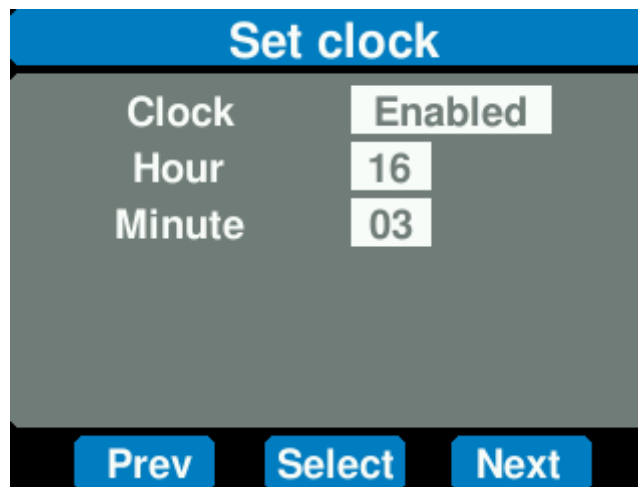 Set clock
Clock Enabled
Hour 16
Minute 03
Prev Select Next